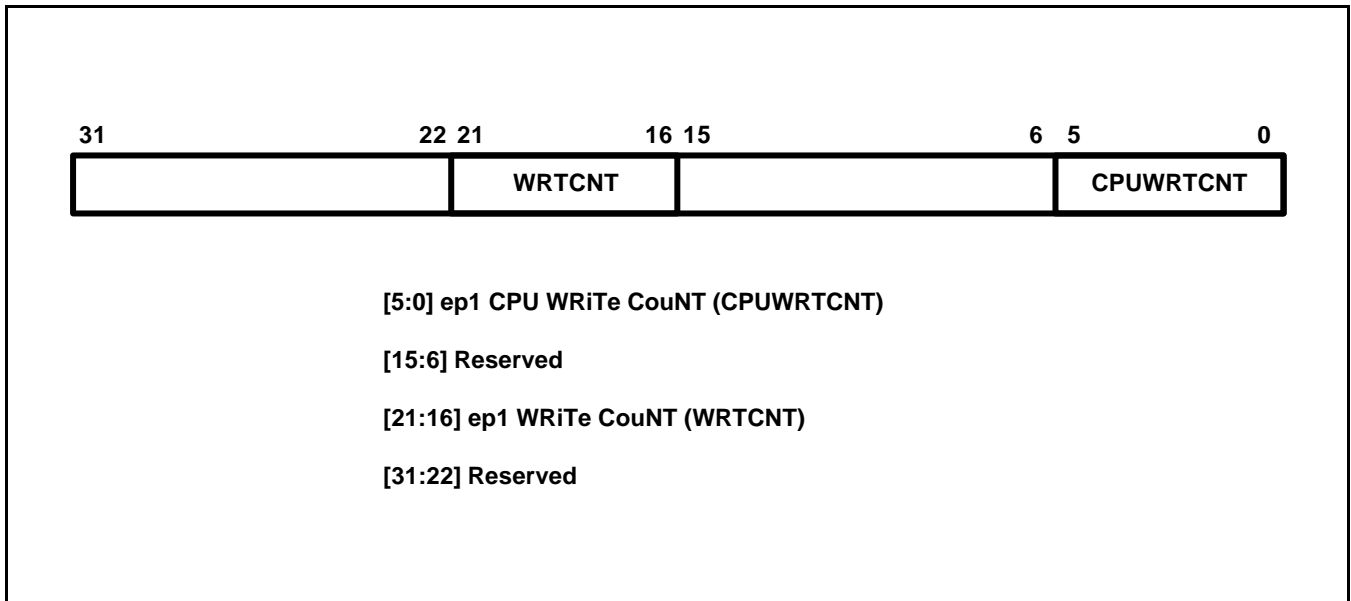 31 22 21 16 15 6 5 0
WRTCNT CPUWRTCNT
[5:0] ep1 CPU WRiTe CouNT (CPUWRTCNT)
[15:6] Reserved
[21:16] ep1 WRiTe CouNT (WRTCNT)
[31:22] Reserved